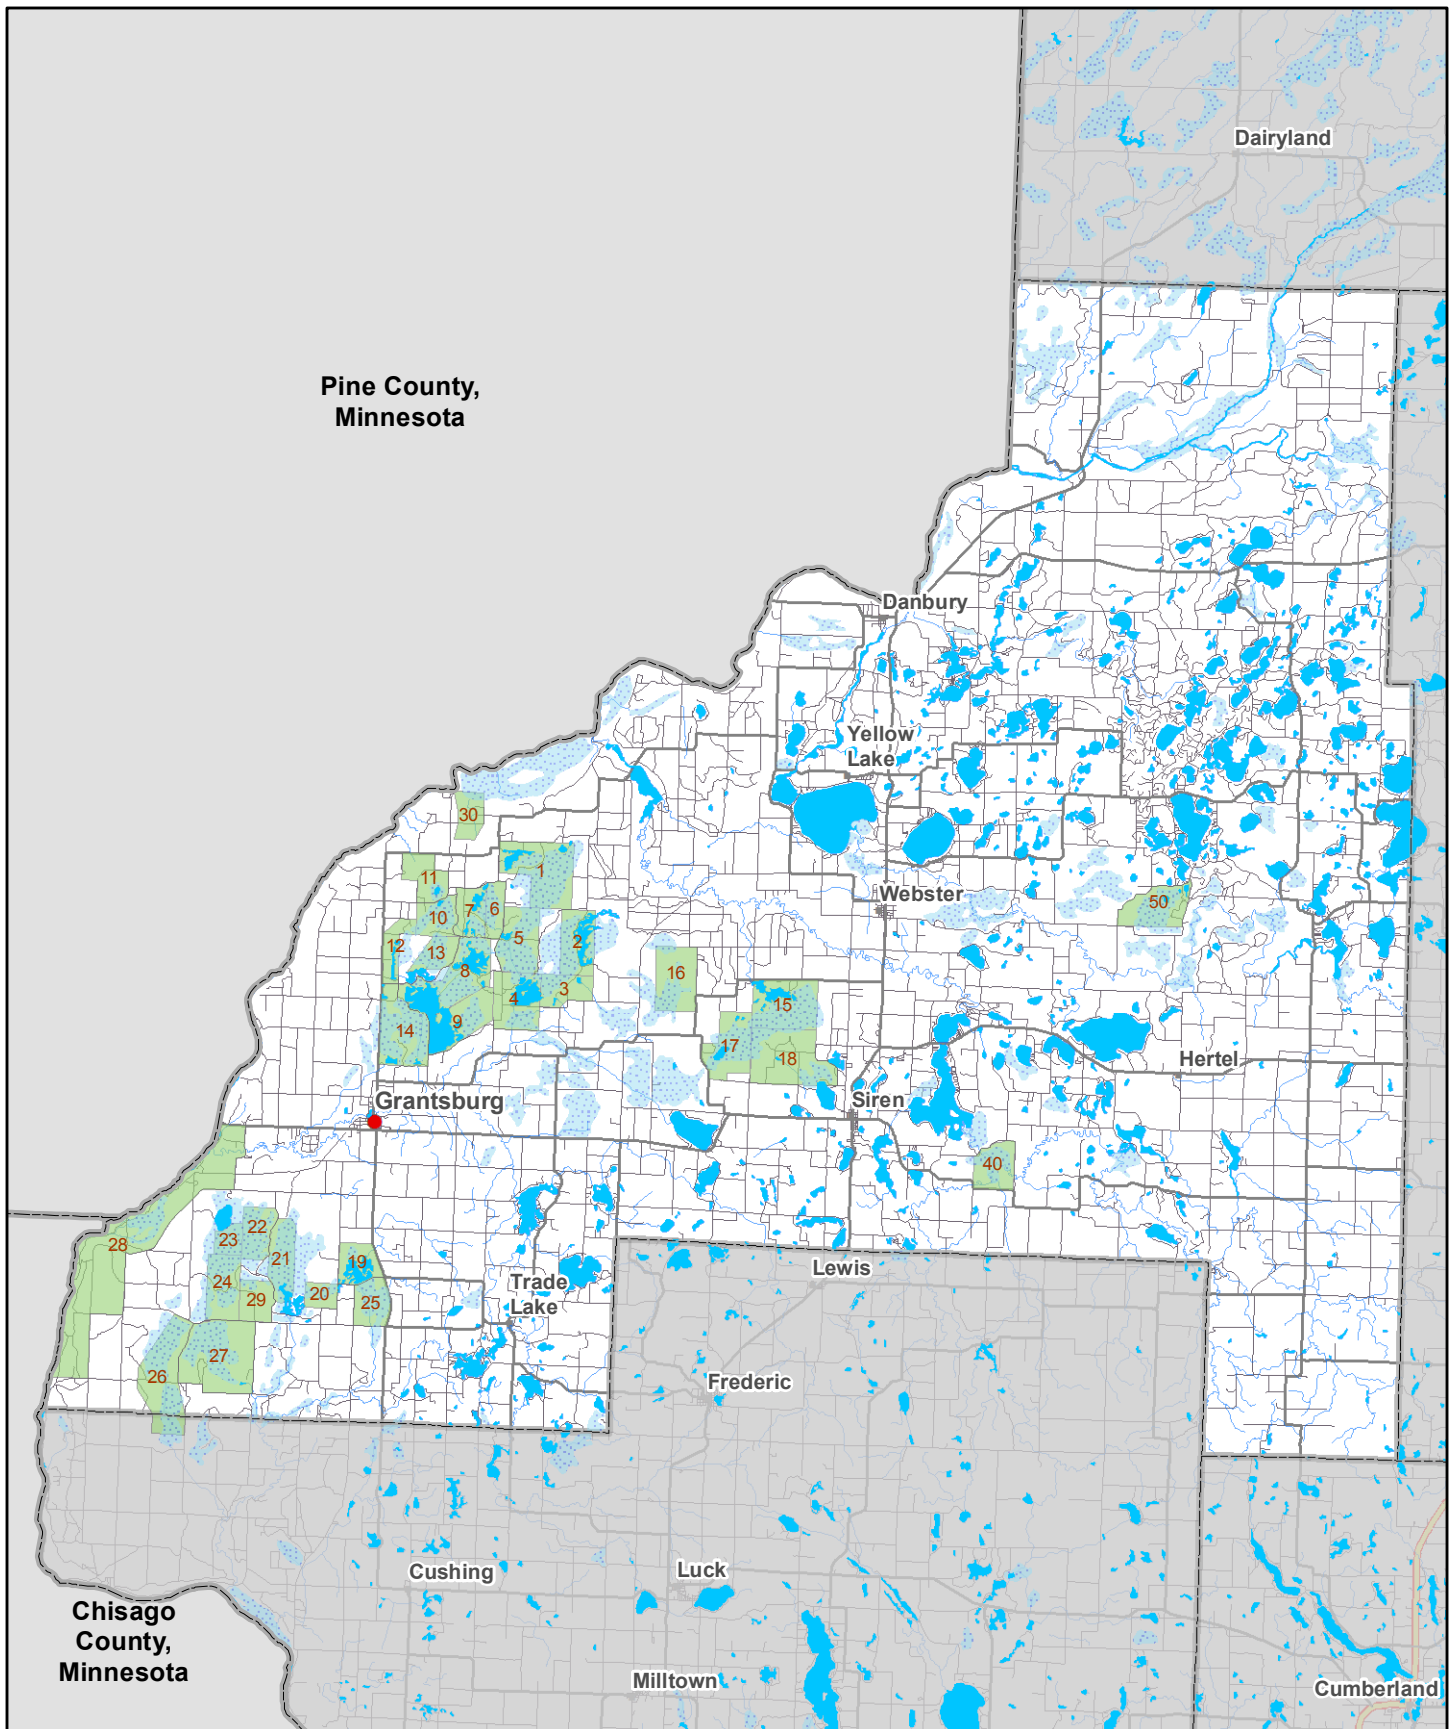 Dairyland
Pine County,
Minnesota
Danbury
Yellow
Lake
30
1
11
Webster
7
6
10
50
5
2
12
13
8
16
3
4
15
9
14
17
18
Hertel
Grantsburg
Siren
40
22
23
28
21
19
Lewis
24
Trade
Lake
20
29
25
27
26
Frederic
Cushing
Luck
Chisago
County,
Minnesota
Milltown
Cumberland